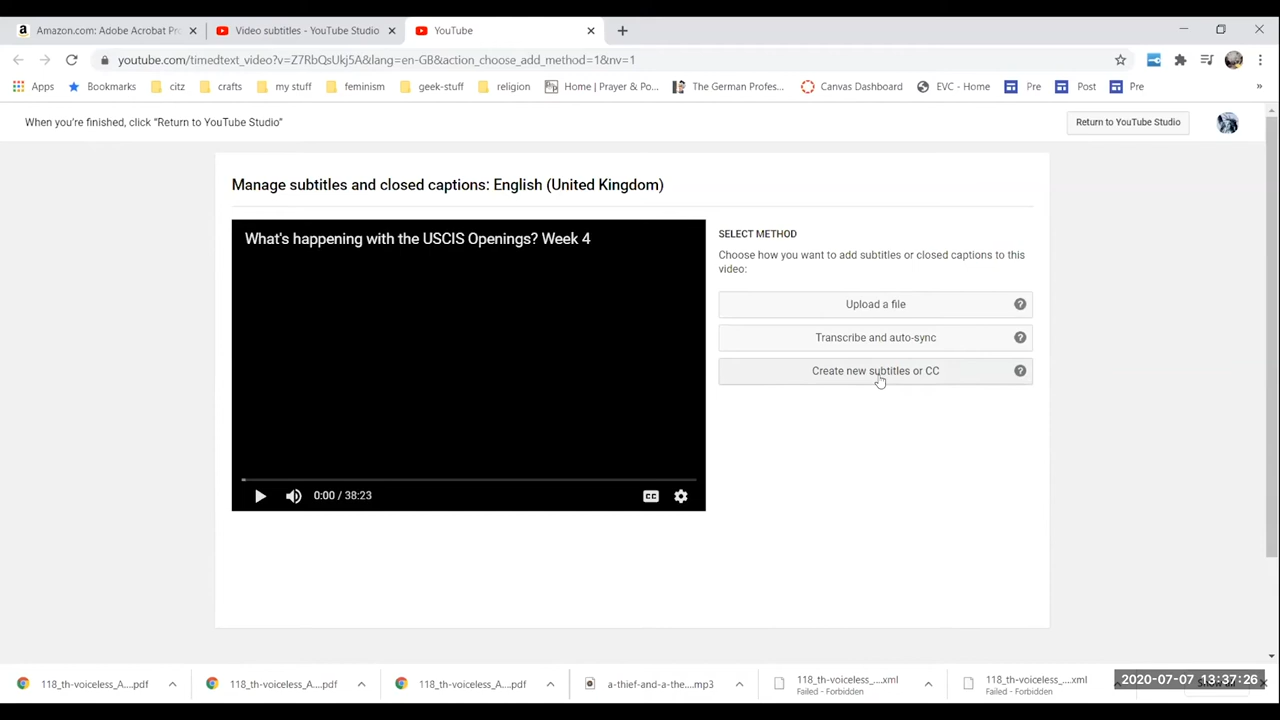 Amazon.com: Adobe Acrobat Pr
Video subtitles - YouTube Studio
YouTube
youtube.com/timedtext_video?v=Z7RbQsUkj5A&lang=en-GB&action_choose_add_method=1&nv=1
Apps
Bookmarks
citz
crafts
my stuff
feminism
geek-stuff
religion
Home | Prayer & Po...
The German Profes...
Canvas Dashboard
EVC - Home
Pre
Post
Pre
»
When you're finished, click "Return to YouTube Studio"
Return to YouTube Studio
Manage subtitles and closed captions: English (United Kingdom)
What's happening with the USCIS Openings? Week 4
0:00 / 38:23
CC
SELECT METHOD
Choose how you want to add subtitles or closed captions to this
video:
Upload a file
?
Transcribe and auto-sync
?
Create new subtitles or CC
?
118_th-voiceless_A....pdf
118_th-voiceless_A....pdf
118_th-voiceless_A....pdf
a-thief-and-a-the....mp3
118_th-voiceless_....xml
Failed - Forbidden
118_th-voiceless_....xml
Failed - Forbidden
2020-07-07 13:37:26